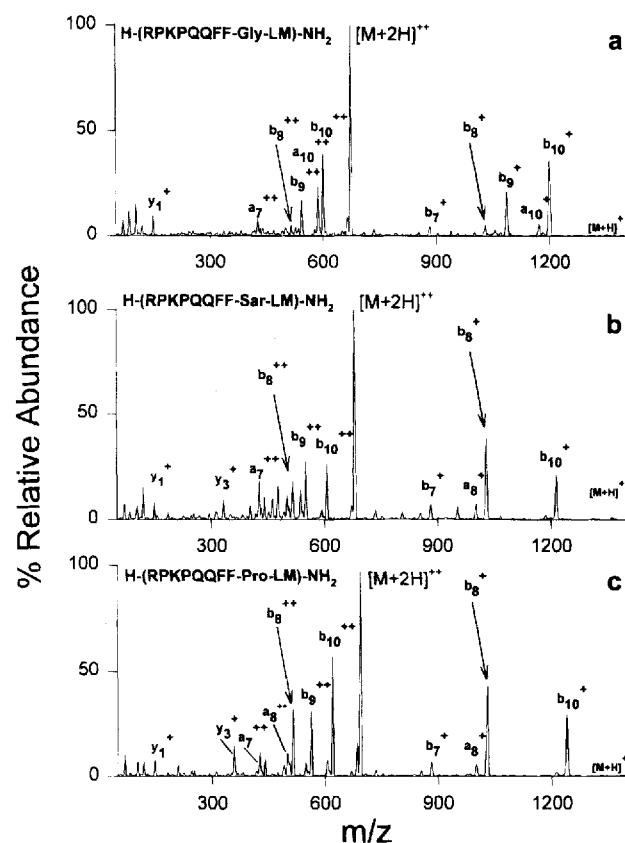 % Relative Abundance
100
50
0
H-(RPKPQQFF-Gly-LM)-NH2
[M+2H]++
a
y1+
a7++
b8++
b9++
a10++
b10++
b7+
b8+
b9+
a10+
b10+
[M+H]+
300 600 900 1200
100
50
0
H-(RPKPQQFF-Sar-LM)-NH2
[M+2H]++
b
y1+
y3+
a7++
b8++
b9++
b10++
b7+
a8+
b8+
b10+
[M+H]+
300 600 900 1200
100
50
0
H-(RPKPQQFF-Pro-LM)-NH2
[M+2H]++
c
y1+
y3+
a7++
a8++
b8++
b9++
b10++
b7+
a8+
b8+
b10+
[M+H]+
300 600 900 1200
m/z